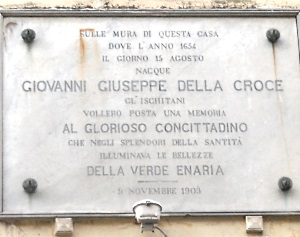 SULLE MURA DI QUESTA CASA
DOVE L'ANNO 1654
IL GIORNO 15 AGOSTO
NACQUE
GIOVANNI GIUSEPPE DELLA CROCE
GL'ISCHITANI
VOLLERO POSTA UNA MEMORIA
AL GLORIOSO CONCITTADINO
CHE NEGLI SPLENDORI DELLA SANTITÀ
ILLUMINAVA LE BELLEZZE
DELLA VERDE ENARIA
NOVEMBRE 1903